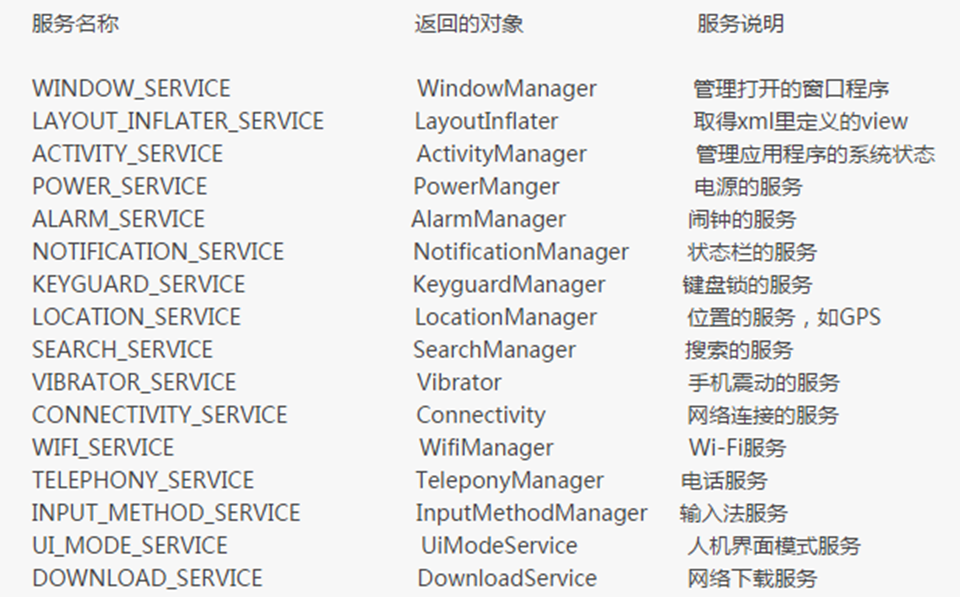 服务名称 返回的对象 服务说明
WINDOW_SERVICE WindowManager 管理打开的窗口程序
LAYOUT_INFLATER_SERVICE LayoutInflater 取得xml里定义的view
ACTIVITY_SERVICE ActivityManager 管理应用程序的系统状态
POWER_SERVICE PowerManger 电源的服务
ALARM_SERVICE AlarmManager 闹钟的服务
NOTIFICATION_SERVICE NotificationManager 状态栏的服务
KEYGUARD_SERVICE KeyguardManager 键盘锁的服务
LOCATION_SERVICE LocationManager 位置的服务，如GPS
SEARCH_SERVICE SearchManager 搜索的服务
VIBRATOR_SERVICE Vibrator 手机震动的服务
CONNECTIVITY_SERVICE Connectivity 网络连接的服务
WIFI_SERVICE WifiManager Wi-Fi服务
TELEPHONY_SERVICE TeleponyManager 电话服务
INPUT_METHOD_SERVICE InputMethodManager 输入法服务
UI_MODE_SERVICE UiModeService 人机界面模式服务
DOWNLOAD_SERVICE DownloadService 网络下载服务